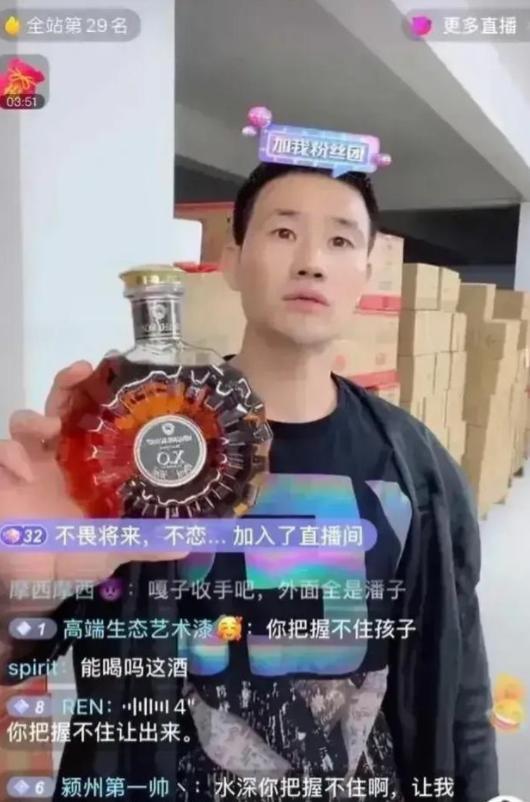 全站第29名
更多直播
03:51
加我粉丝团
X.O
32 不畏将来，不恋... 加入了直播间
摩西摩西😈：嘎子收手吧，外面全是潘子
1 高端生态艺术漆🥰：你把握不住孩子
spirit：能喝吗这酒
8 REN： 4"
你把握不住让出来。
6 颍州第一帅丶：水深你把握不住啊，让我